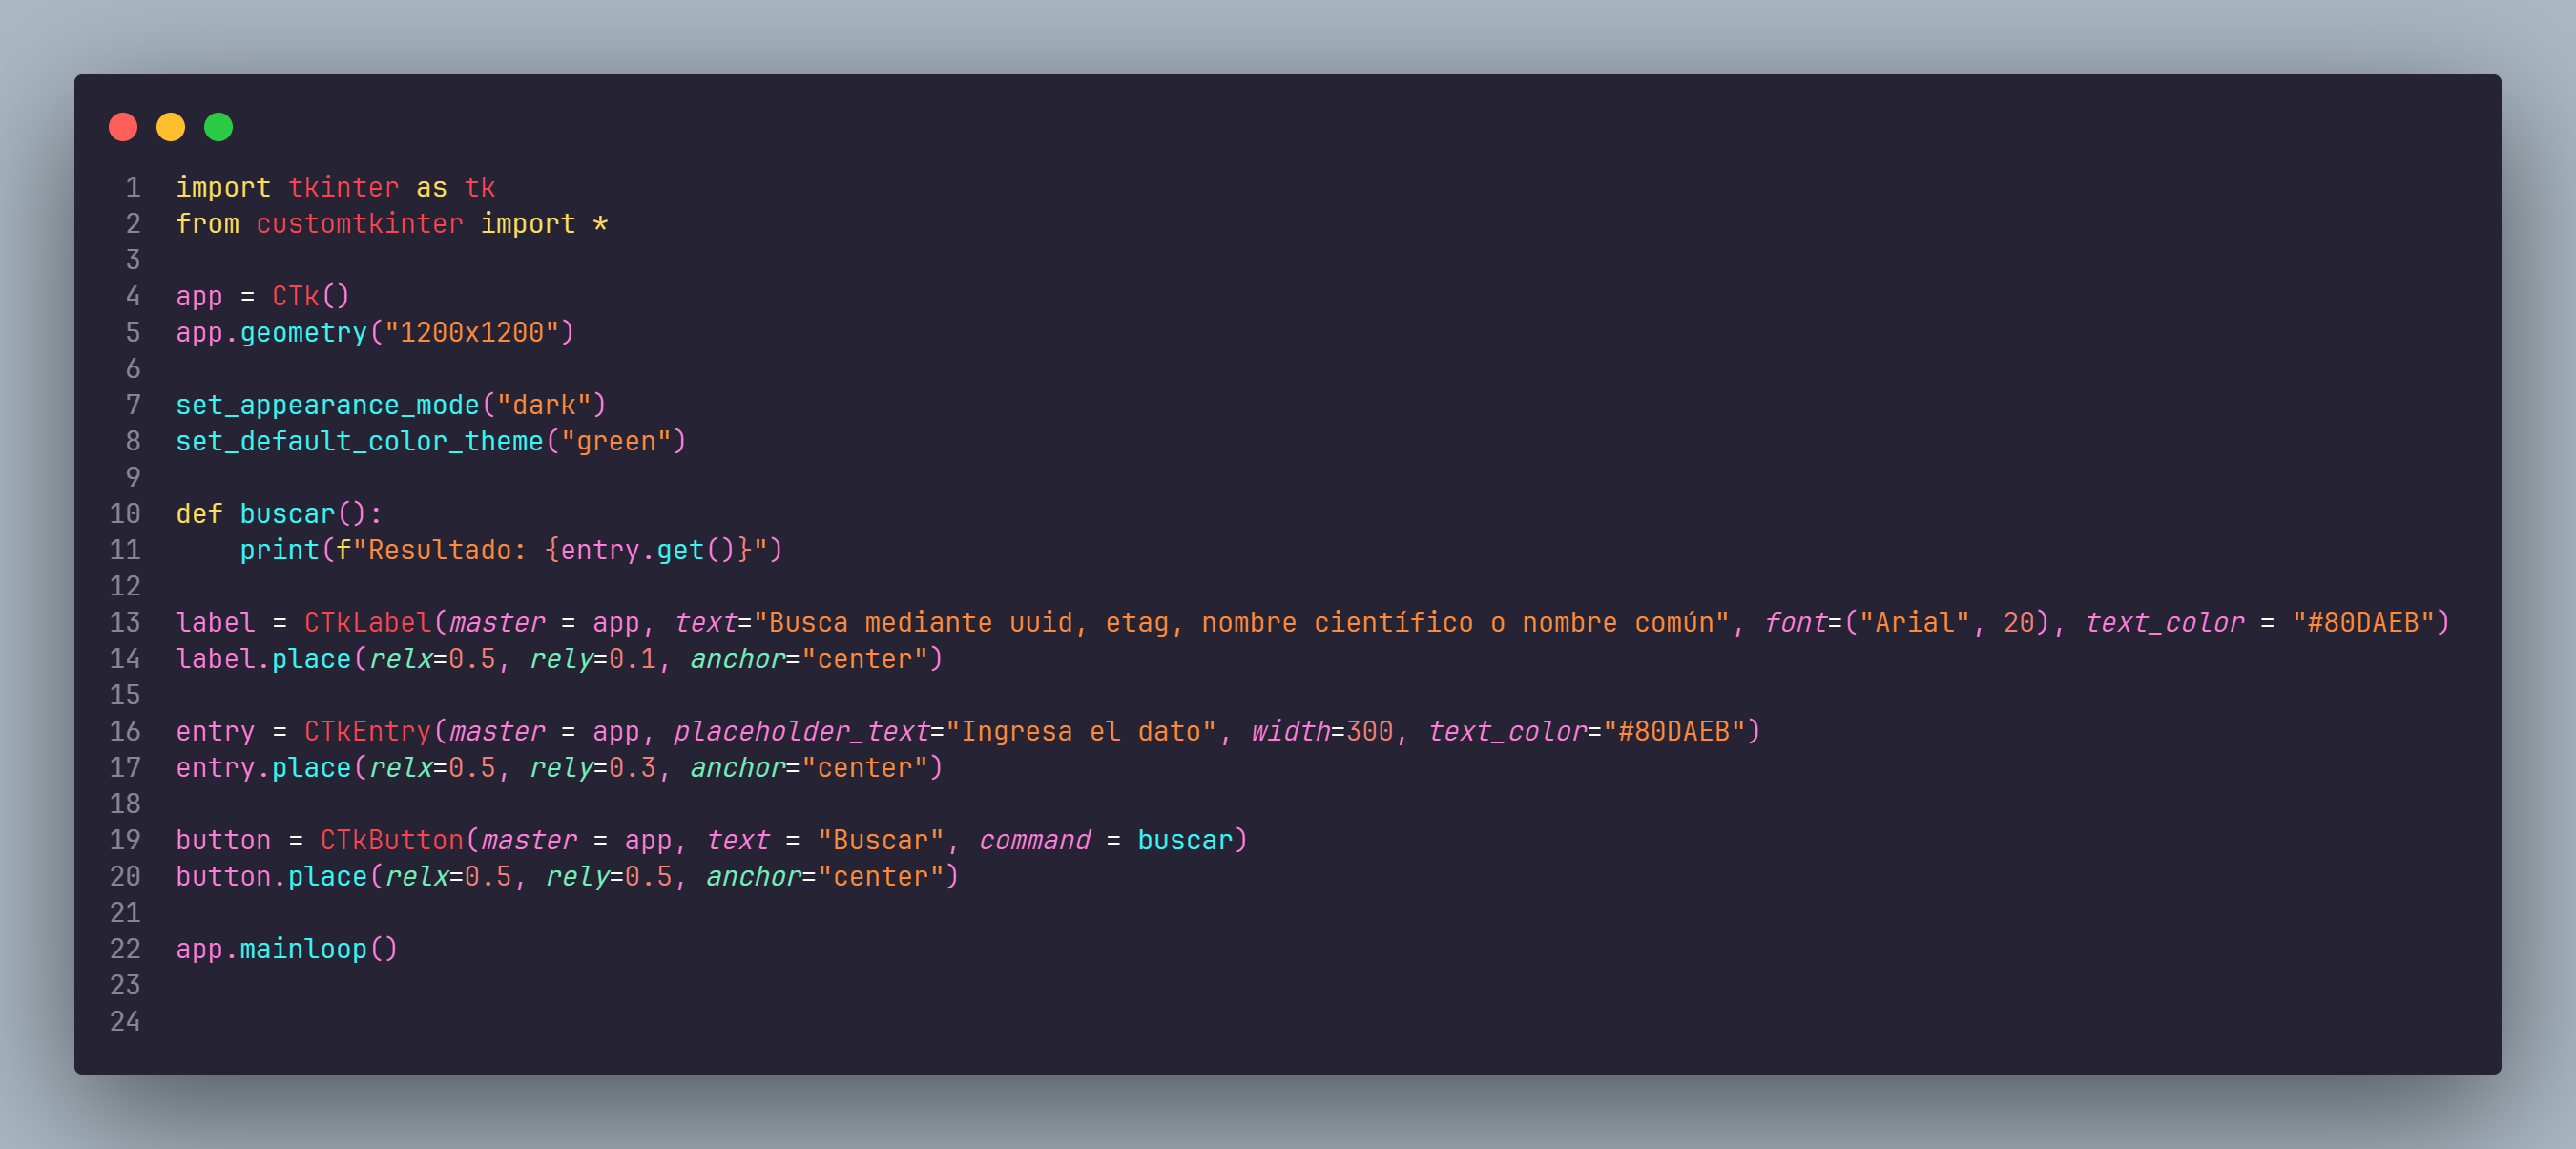 1 import tkinter as tk
2 from customtkinter import *
3
4 app = CTk()
5 app.geometry("1200x1200")
6
7 set_appearance_mode("dark")
8 set_default_color_theme("green")
9
10 def buscar():
11     print(f"Resultado: {entry.get()}")
12
13 label = CTkLabel(master = app, text="Busca mediante uuid, etag, nombre científico o nombre común", font=("Arial", 20), text_color = "#80DAEB")
14 label.place(relx=0.5, rely=0.1, anchor="center")
15
16 entry = CTkEntry(master = app, placeholder_text="Ingresa el dato", width=300, text_color="#80DAEB")
17 entry.place(relx=0.5, rely=0.3, anchor="center")
18
19 button = CTkButton(master = app, text = "Buscar", command = buscar)
20 button.place(relx=0.5, rely=0.5, anchor="center")
21
22 app.mainloop()
23
24